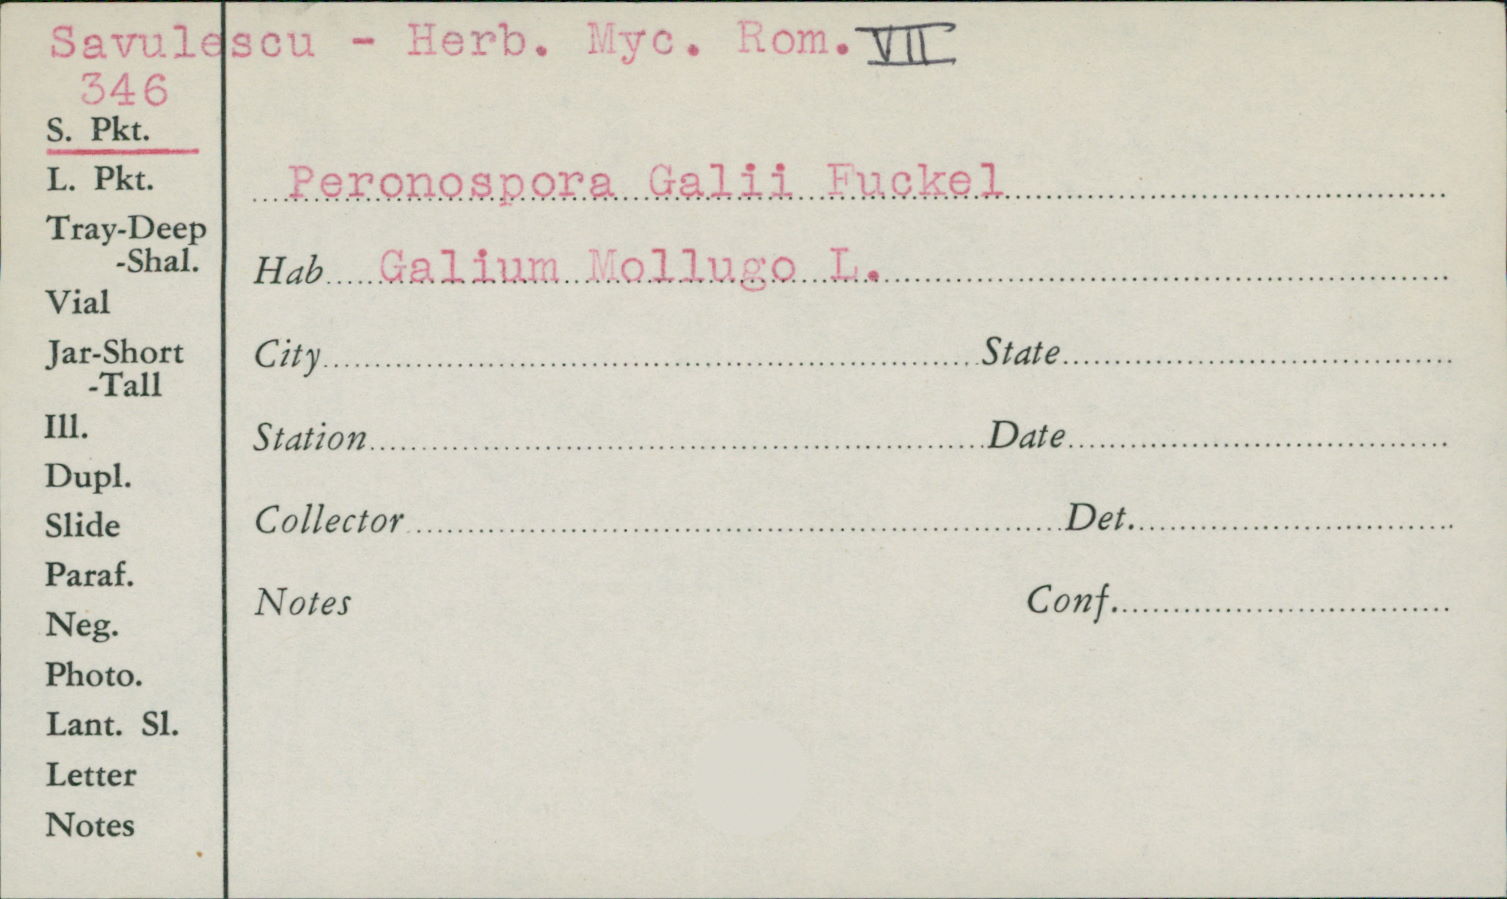 Savulescu - Herb. Myc. Rom. VII
346
S. Pkt.
L. Pkt.
Tray-Deep
-Shal.
Vial
Jar-Short
-Tall
Ill.
Dupl.
Slide
Paraf.
Neg.
Photo.
Lant. Sl.
Letter
Notes
Peronospora Galii Fuckel
Hab Galium Mollugo L.
City State
Station Date
Collector Det.
Notes Conf.